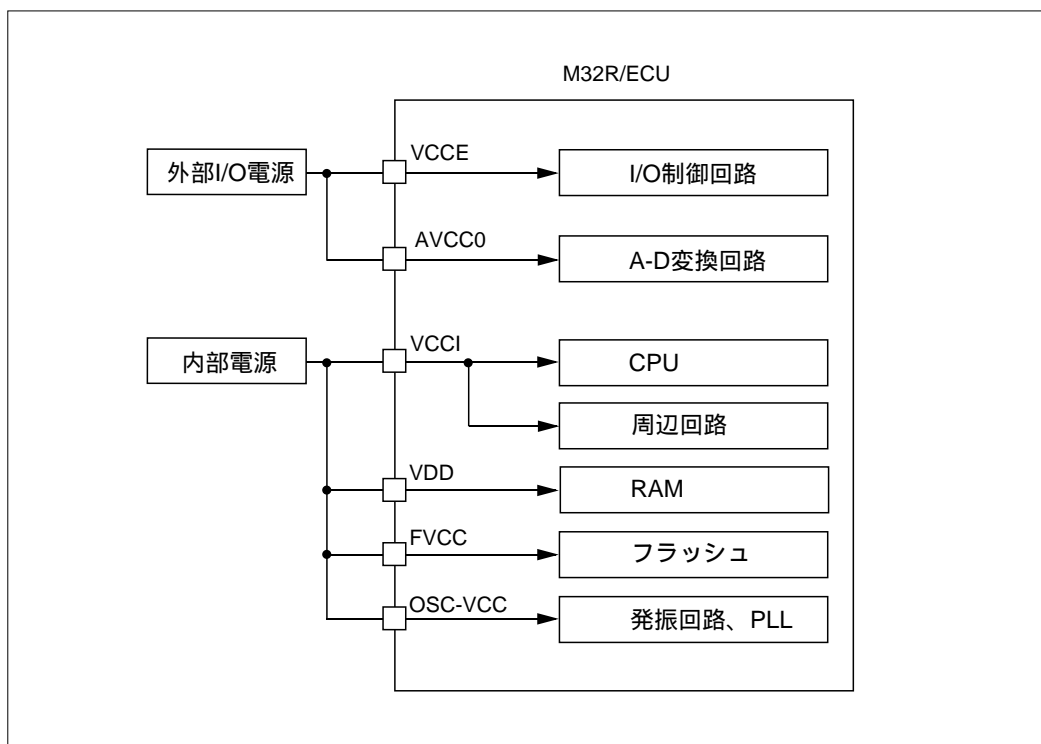 M32R/ECU
外部I/O電源
VCCE
I/O制御回路
AVCC0
A-D変換回路
内部電源
VCCI
CPU
周辺回路
VDD
RAM
FVCC
フラッシュ
OSC-VCC
発振回路、PLL